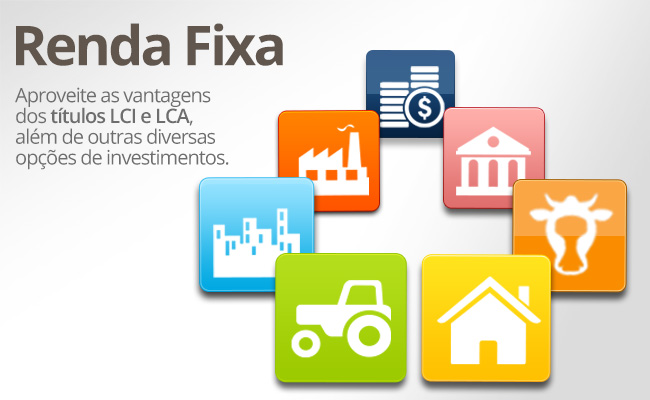 Renda Fixa
Aproveite as vantagens
dos títulos LCI e LCA,
além de outras diversas
opções de investimentos.
$